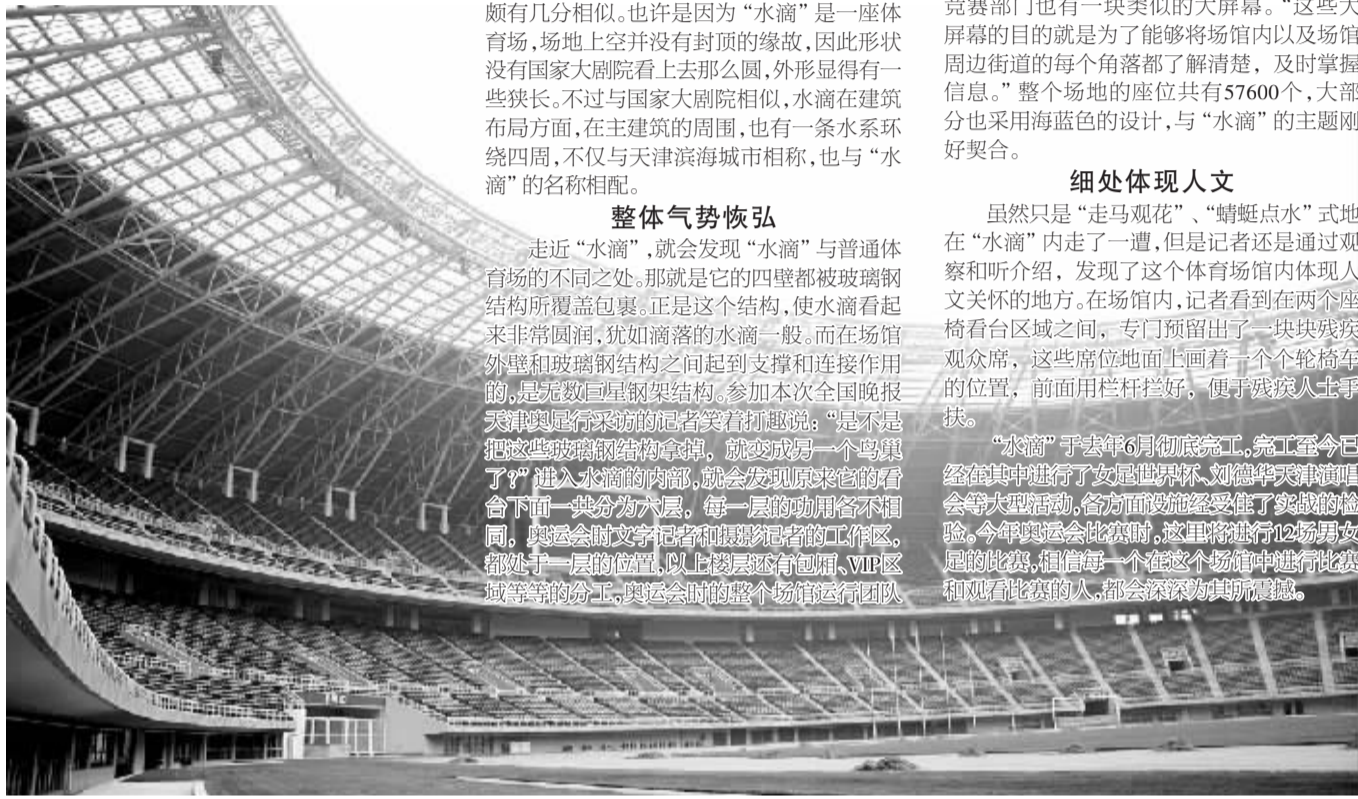 颇有几分相似。也许是因为“水滴”是一座体
育场,场地上空并没有封顶的缘故,因此形状
没有国家大剧院看上去那么圆,外形显得有一
些狭长。不过与国家大剧院相似,水滴在建筑
布局方面,在主建筑的周围,也有一条水系环
绕四周,不仅与天津滨海城市相称,也与“水
滴”的名称相配。
整体气势恢弘
走近“水滴”,就会发现“水滴”与普通体
育场的不同之处。那就是它的四壁都被玻璃钢
结构所覆盖包裹。正是这个结构,使水滴看起
来非常圆润,犹如滴落的水滴一般。而在场馆
外壁和玻璃钢结构之间起到支撑和连接作用
的,是无数巨星钢架结构。参加本次全国晚报
天津奥足行采访的记者笑着打趣说:“是不是
把这些玻璃钢结构拿掉,就变成另一个鸟巢
了?”进入水滴的内部,就会发现原来它的看
台下面一共分为六层,每一层的功用各不相
同,奥运会时文字记者和摄影记者的工作区,
都处于一层的位置,以上楼层还有包厢、VIP区
域等等的分工,奥运会时的整个场馆运行团队
竞赛部门也有一块类似的大屏幕。“这些大
屏幕的目的就是为了能够将场馆内以及场馆
周边街道的每个角落都了解清楚,及时掌握
信息。”整个场地的座位共有57600个,大部
分也采用海蓝色的设计,与“水滴”的主题刚
好契合。
细处体现人文
虽然只是“走马观花”、“蜻蜓点水”式地
在“水滴”内走了一遭,但是记者还是通过观
察和听介绍,发现了这个体育场馆内体现人
文关怀的地方。在场馆内,记者看到在两个座
椅看台区域之间,专门预留出了一块块残疾
观众席,这些席位地面上画着一个个轮椅车
的位置,前面用栏杆拦好,便于残疾人士手
扶。
“水滴”于去年6月彻底完工,完工至今已
经在其中进行了女足世界杯、刘德华天津演唱
会等大型活动,各方面设施经受住了实战的检
验。今年奥运会比赛时,这里将进行12场男女
足的比赛,相信每一个在这个场馆中进行比赛
和观看比赛的人,都会深深为其所震撼。